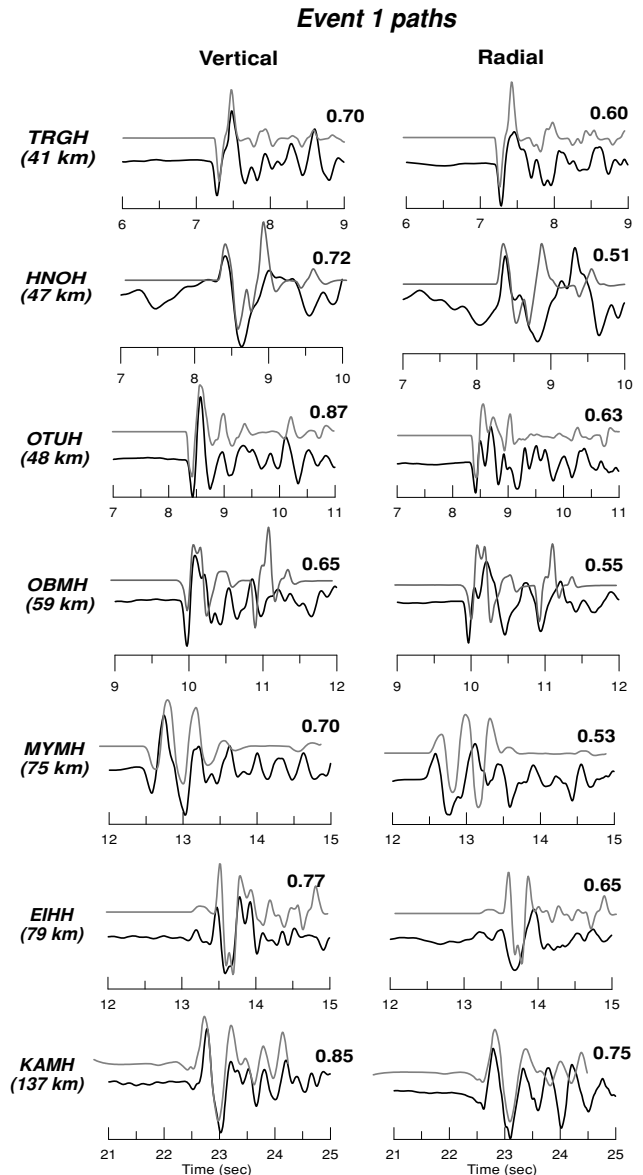 Event 1 paths
Vertical Radial
TRGH
(41 km)
0.70 0.60
6 7 8 9 6 7 8 9
HNOH
(47 km)
0.72 0.51
7 8 9 10 7 8 9 10
OTUH
(48 km)
0.87 0.63
7 8 9 10 11 7 8 9 10 11
OBMH
(59 km)
0.65 0.55
9 10 11 12 9 10 11 12
MYMH
(75 km)
0.70 0.53
12 13 14 15 12 13 14 15
EIHH
(79 km)
0.77 0.65
12 13 14 15 12 13 14 15
KAMH
(137 km)
0.85 0.75
21 22 23 24 25 21 22 23 24 25
Time (sec) Time (sec)